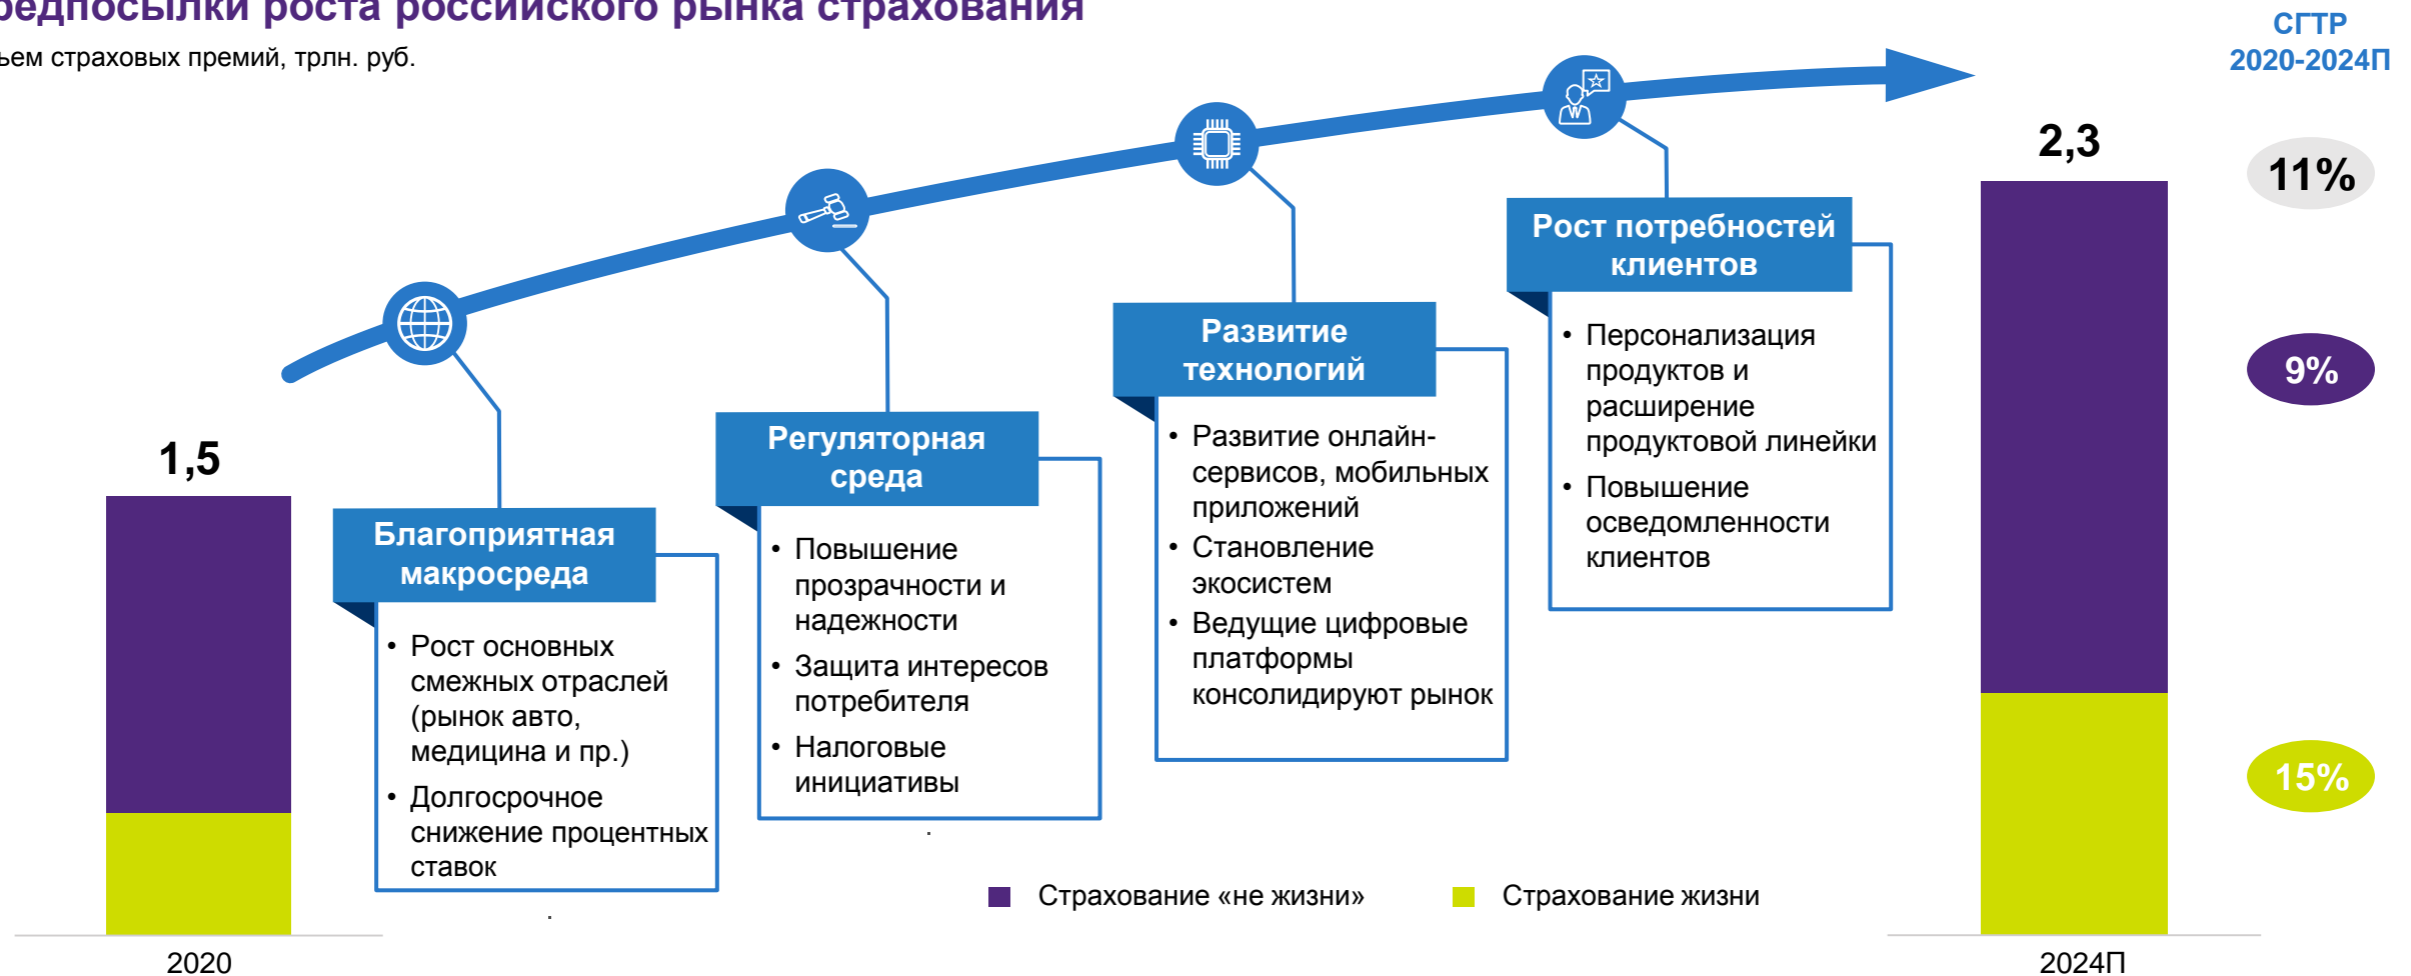 редпосылки роста российского рынка страхования
ъем страховых премий, трлн. руб.
СГТР
2020-2024П
2,3
11%
9%
15%
1,5
Благоприятная
макросреда
• Рост основных
смежных отраслей
(рынок авто,
медицина и пр.)
• Долгосрочное
снижение процентных
ставок
.
Регуляторная
среда
• Повышение
прозрачности и
надежности
• Защита интересов
потребителя
• Налоговые
инициативы
.
Развитие
технологий
• Развитие онлайн-
сервисов, мобильных
приложений
• Становление
экосистем
• Ведущие цифровые
платформы
консолидируют рынок
Рост потребностей
клиентов
• Персонализация
продуктов и
расширение
продуктовой линейки
• Повышение
осведомленности
клиентов
Страхование «не жизни»
Страхование жизни
2020
2024П